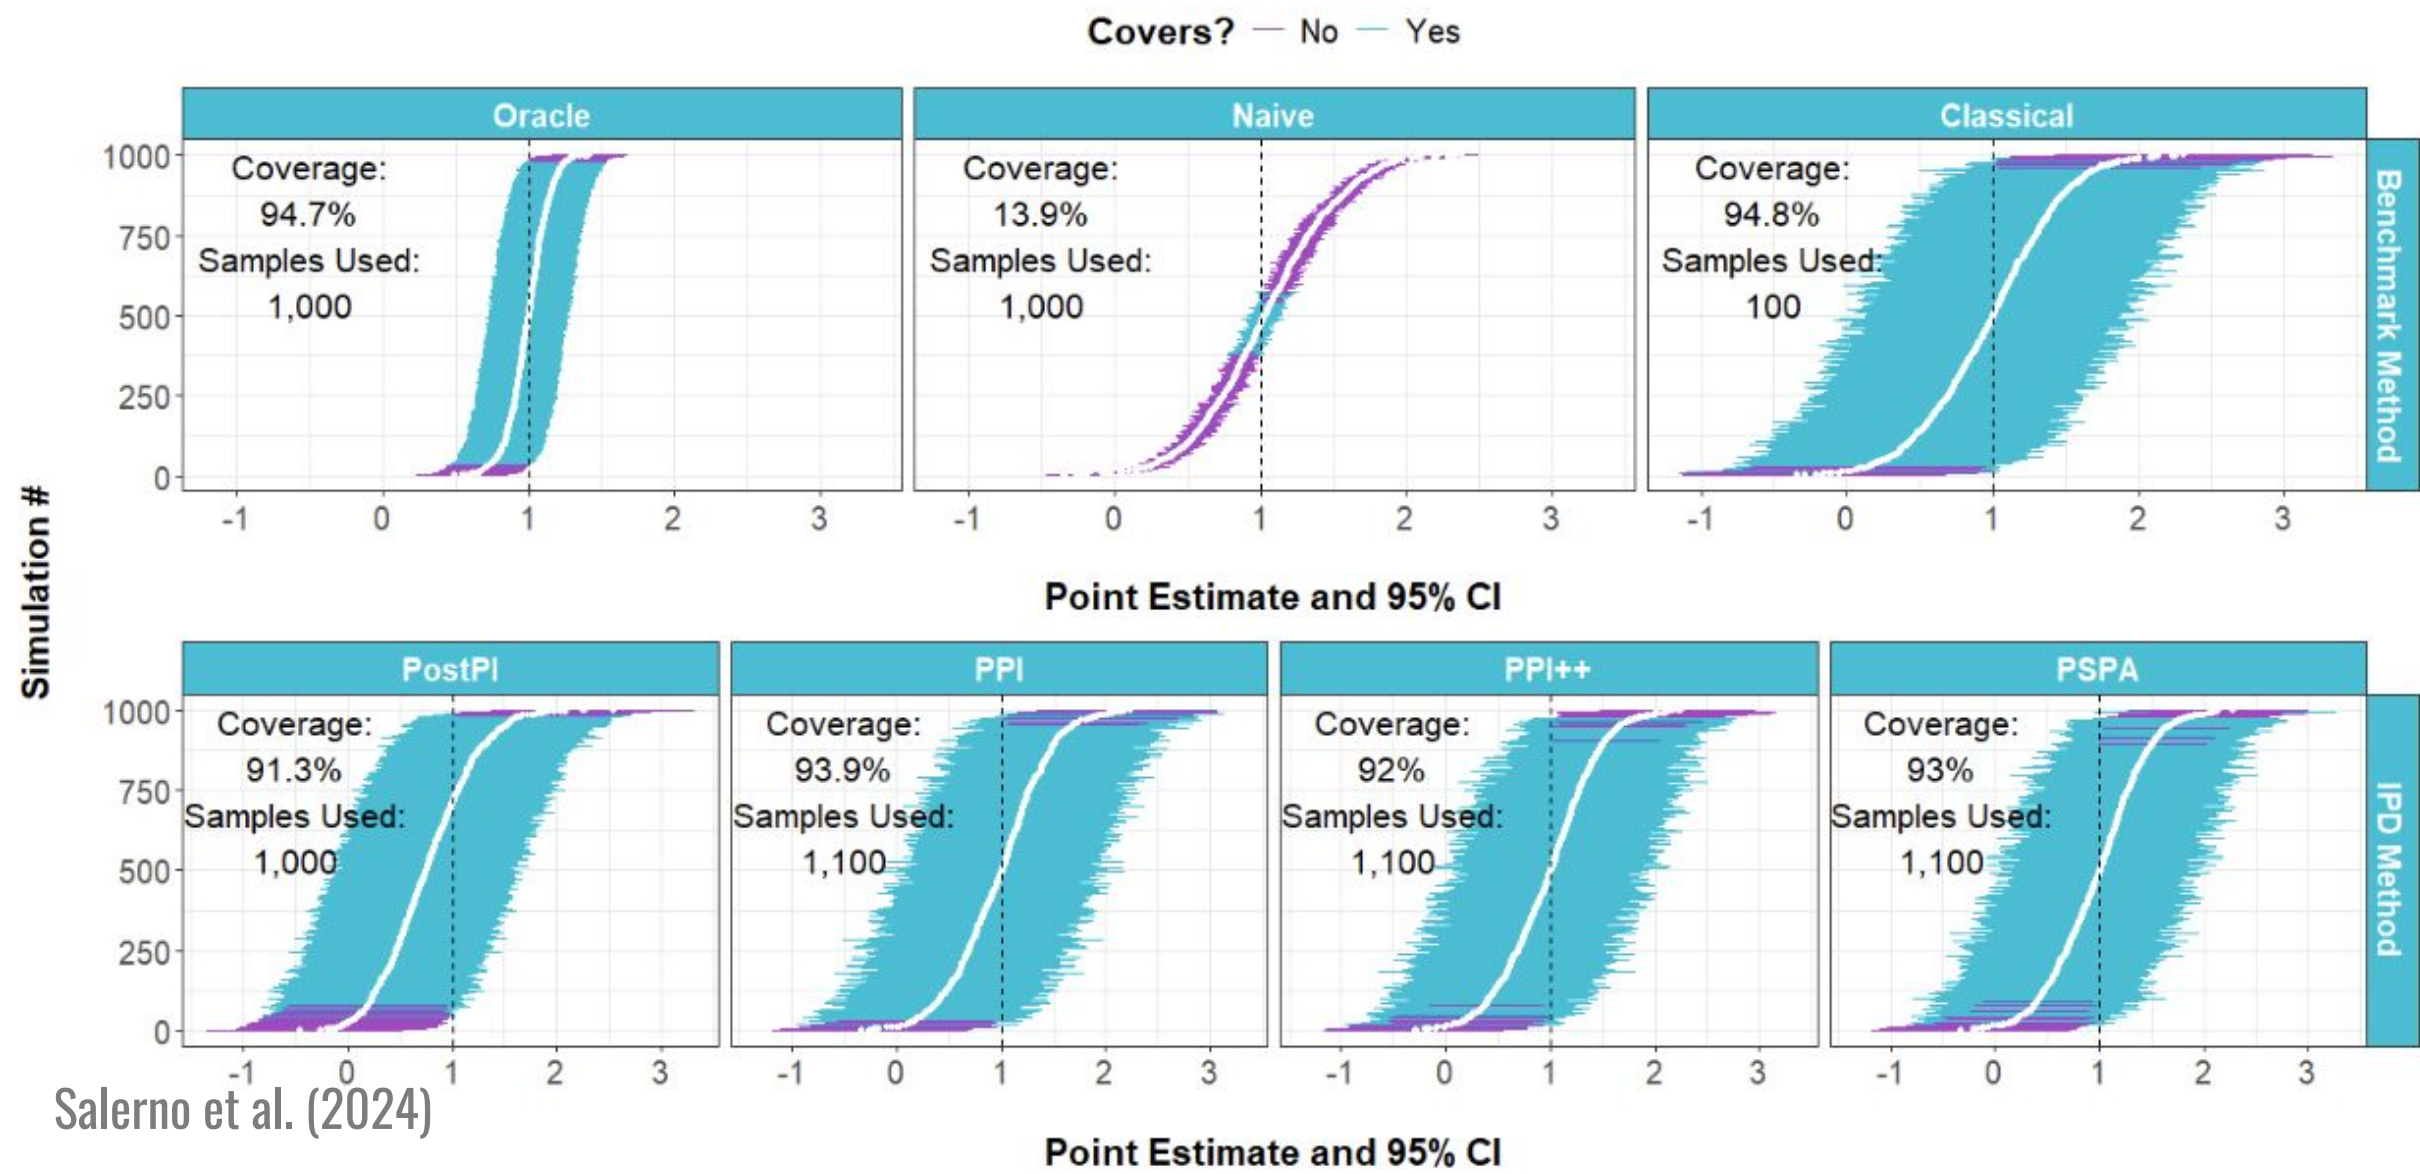 Covers? No Yes
Oracle Naive Classical
Coverage: 94.7% Samples Used: 1,000
Coverage: 13.9% Samples Used: 1,000
Coverage: 94.8% Samples Used: 100
1000
750
500
250
0
-1 0 1 2 3
-1 0 1 2 3
-1 0 1 2 3
Benchmark Method
Point Estimate and 95% CI
Simulation #
PostPI PPI PPI++ PSPA
Coverage: 91.3% Samples Used: 1,000
Coverage: 93.9% Samples Used: 1,100
Coverage: 92% Samples Used: 1,100
Coverage: 93% Samples Used: 1,100
1000
750
500
250
0
-1 0 1 2 3
-1 0 1 2 3
-1 0 1 2 3
-1 0 1 2 3
IPD Method
Salerno et al. (2024)
Point Estimate and 95% CI